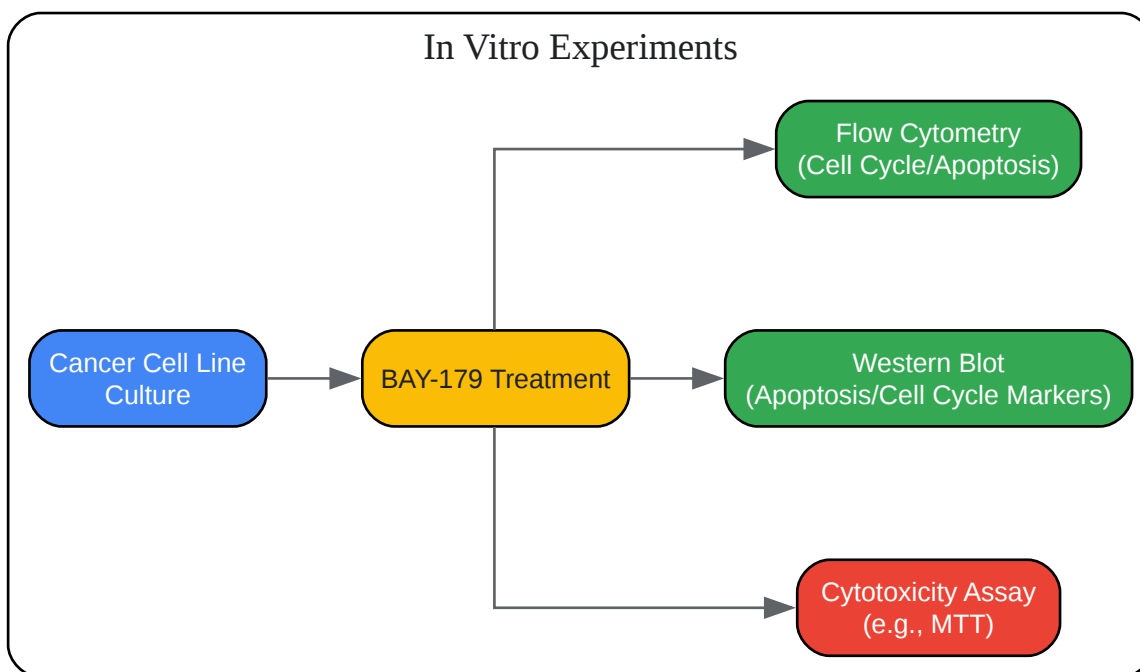 In Vitro Experiments
Flow Cytometry
(Cell Cycle/Apoptosis)
Cancer Cell Line
Culture
BAY-179 Treatment
Western Blot
(Apoptosis/Cell Cycle Markers)
Cytotoxicity Assay
(e.g., MTT)